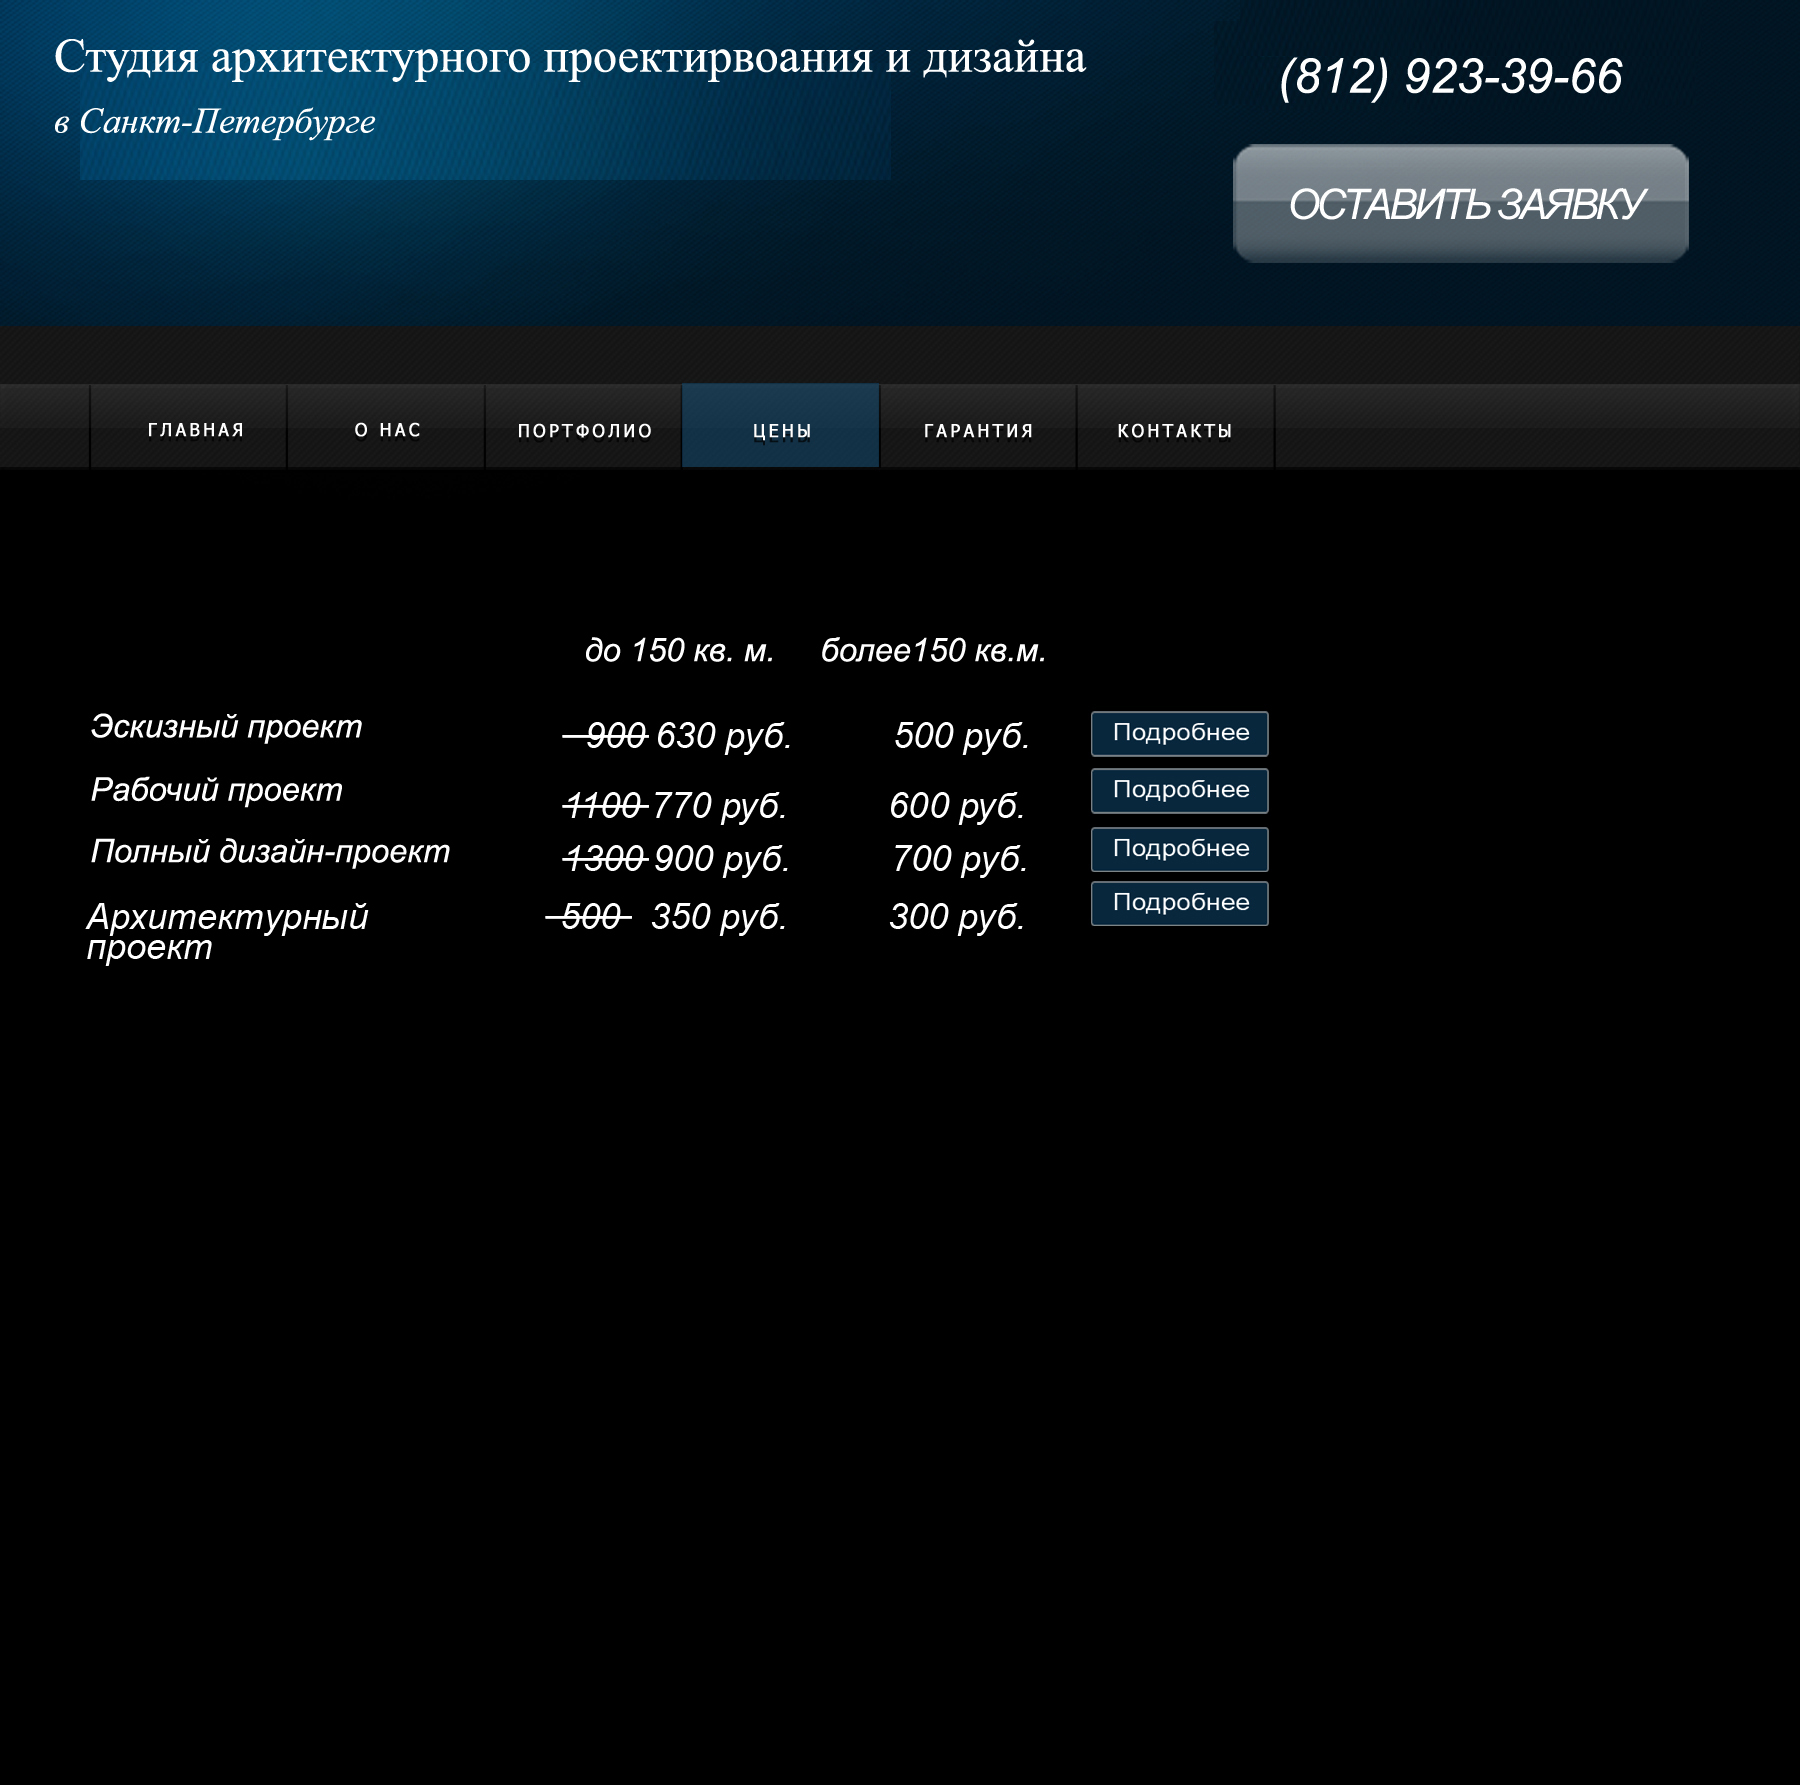 Студия архитектурного проектирвоания и дизайна
в Санкт-Петербурге
(812) 923-39-66
ОСТАВИТЬ ЗАЯВКУ
ГЛАВНАЯ О НАС ПОРТФОЛИО ЦЕНЫ ГАРАНТИЯ КОНТАКТЫ
до 150 кв. м. более150 кв.м.
Эскизный проект 900 630 руб. 500 руб. Подробнее
Рабочий проект 1100 770 руб. 600 руб. Подробнее
Полный дизайн-проект 1300 900 руб. 700 руб. Подробнее
Архитектурный 500 350 руб. 300 руб. Подробнее
проект